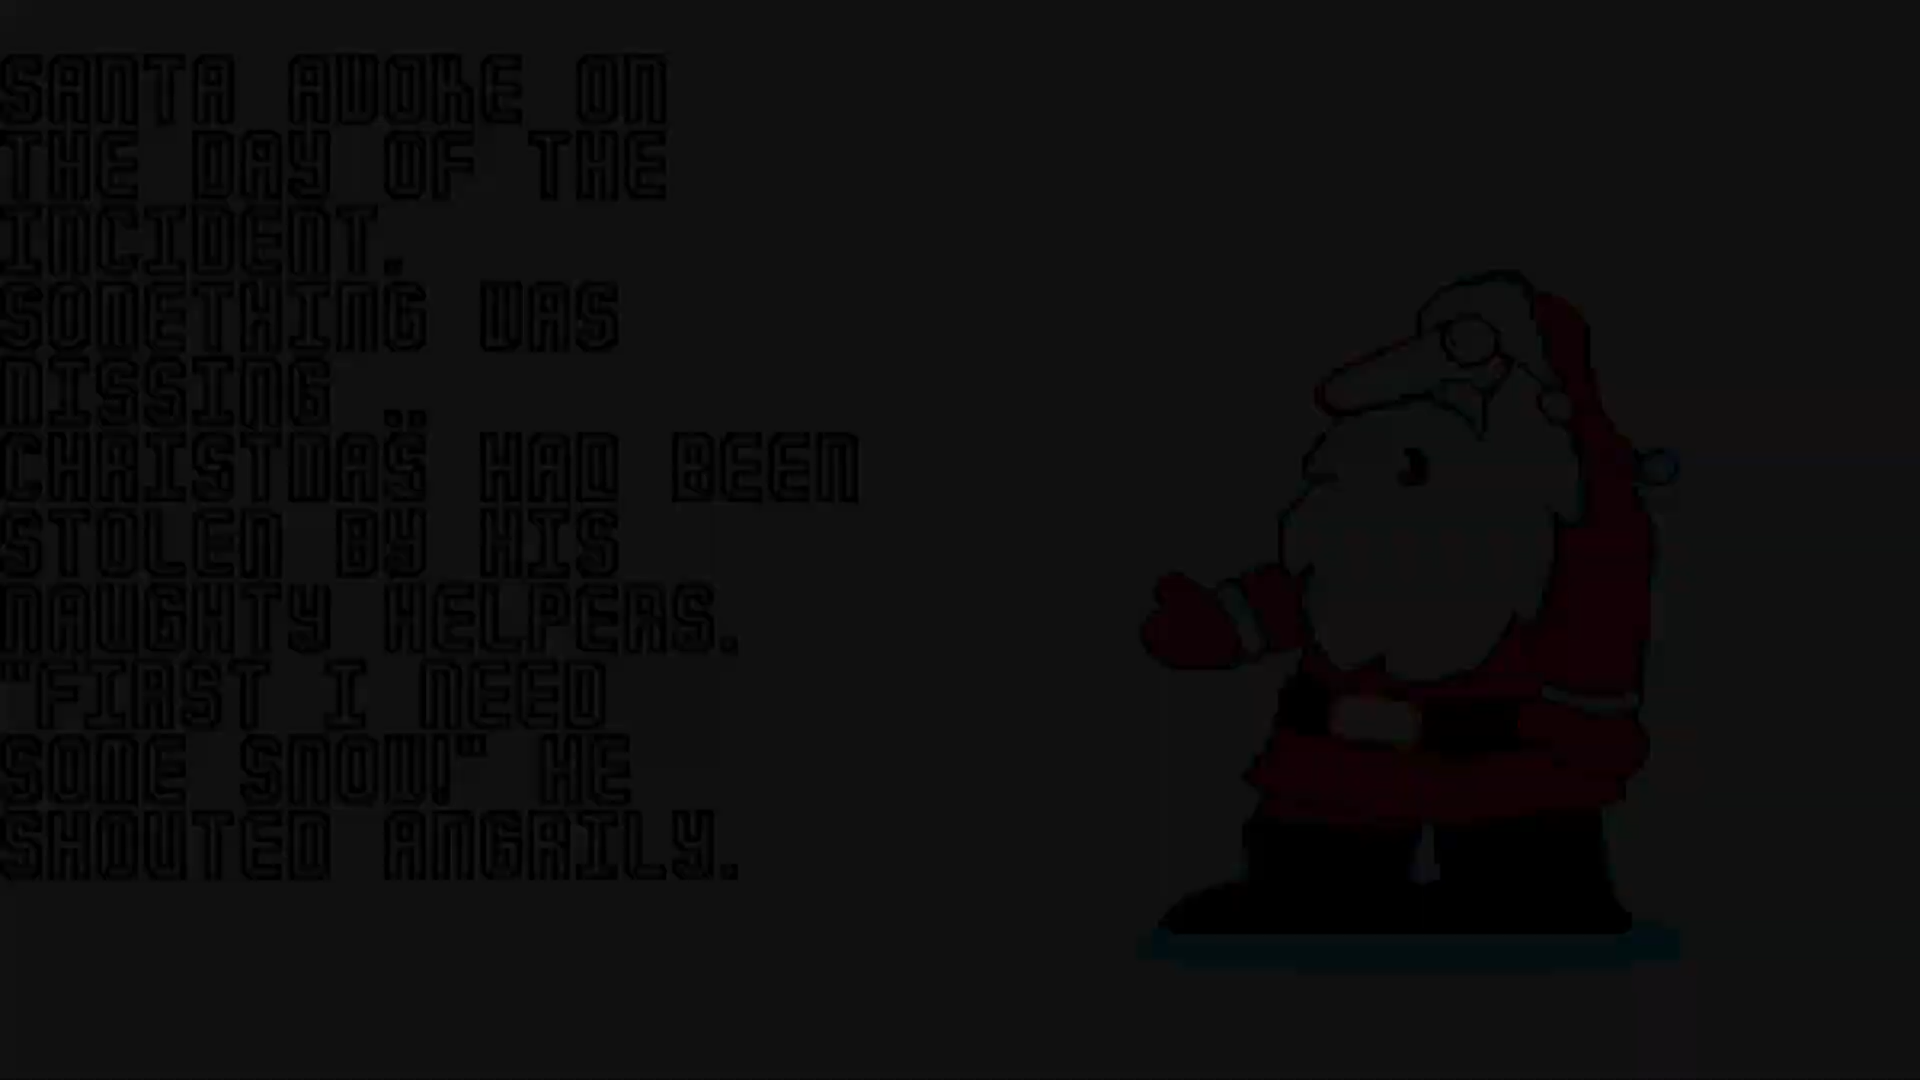 SANTA AWOKE ON
THE DAY OF THE
INCIDENT.
SOMETHING WAS
MISSING ..
CHRISTMAS HAD BEEN
STOLEN BY HIS
NAUGHTY HELPERS.
"FIRST I NEED
SOME SNOW!" HE
SHOUTED ANGRILY.